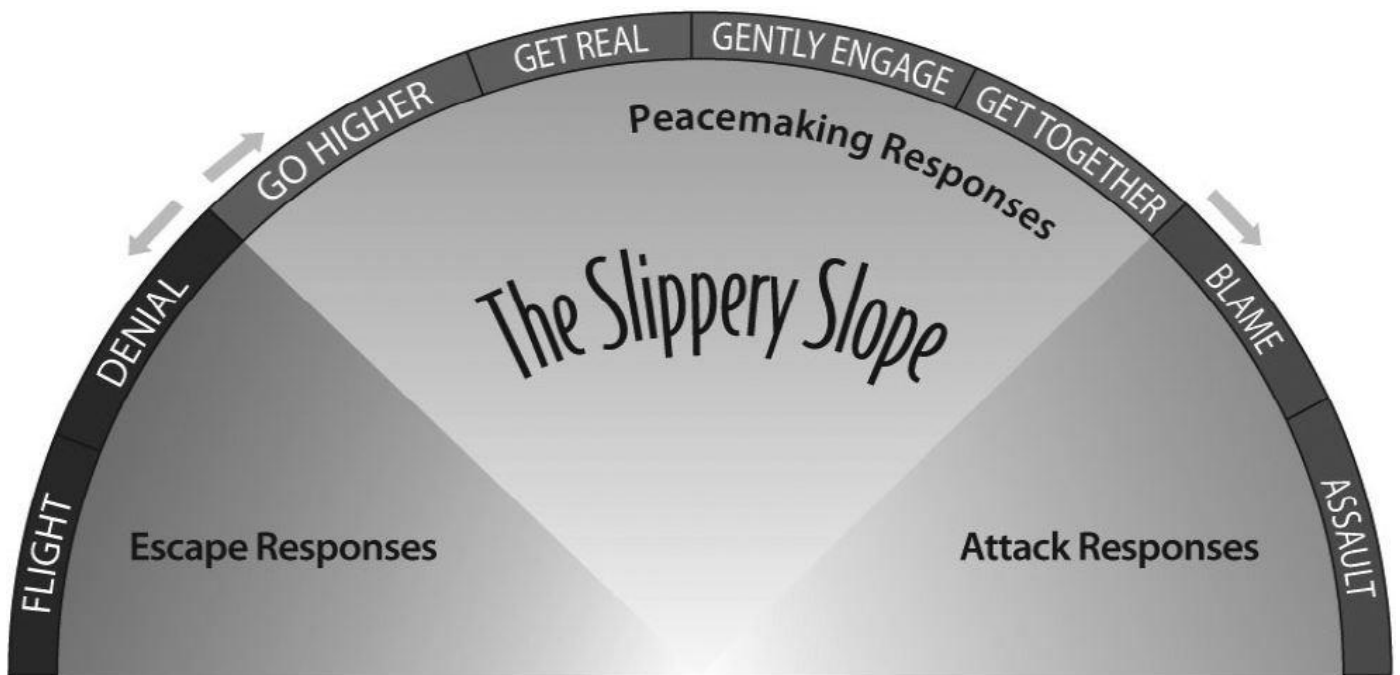 FLIGHT
DENIAL
GO HIGHER
GET REAL
GENTLY ENGAGE
GET TOGETHER
BLAME
ASSAULT
Peacemaking Responses
The Slippery Slope
Escape Responses
Attack Responses